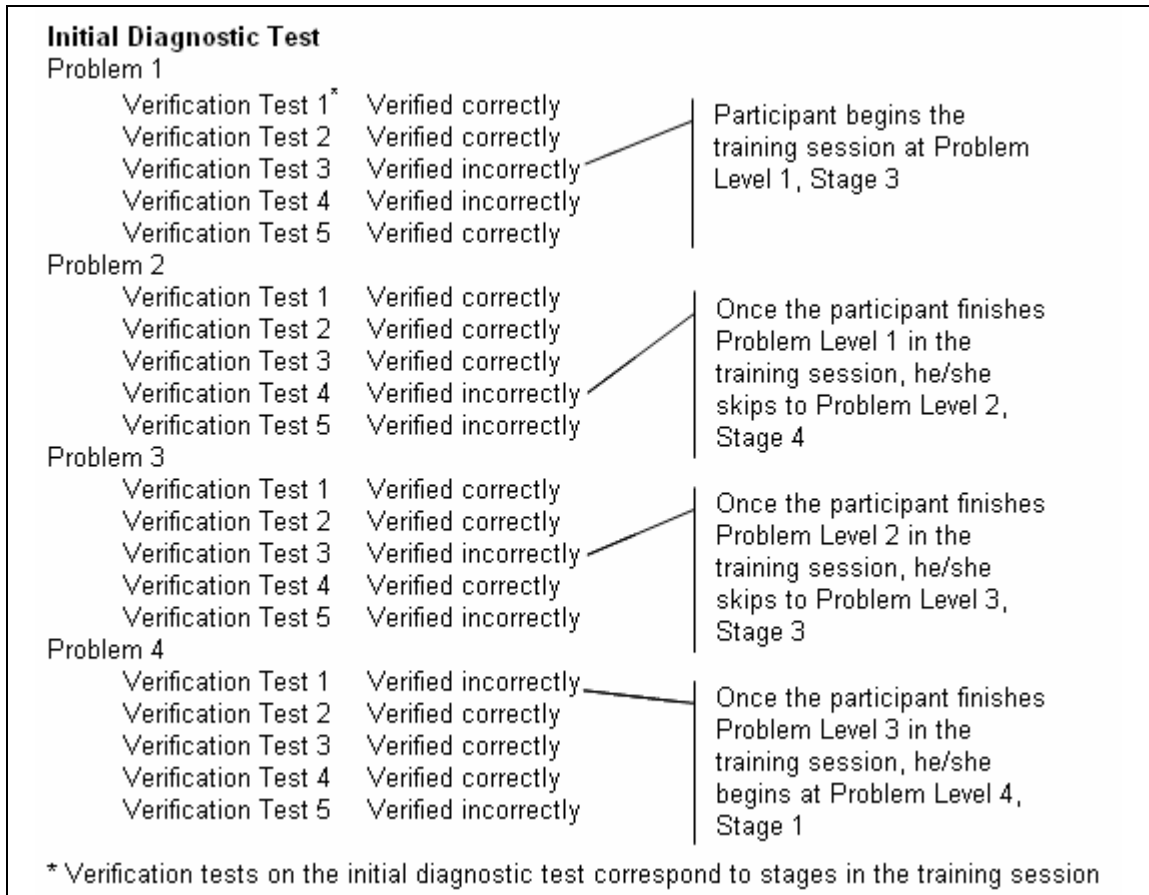 Initial Diagnostic Test
Problem 1
Verification Test 1* Verified correctly
Verification Test 2 Verified correctly
Verification Test 3 Verified incorrectly
Verification Test 4 Verified incorrectly
Verification Test 5 Verified correctly
Participant begins the
training session at Problem
Level 1, Stage 3
Problem 2
Verification Test 1 Verified correctly
Verification Test 2 Verified correctly
Verification Test 3 Verified correctly
Verification Test 4 Verified incorrectly
Verification Test 5 Verified incorrectly
Once the participant finishes
Problem Level 1 in the
training session, he/she
skips to Problem Level 2,
Stage 4
Problem 3
Verification Test 1 Verified correctly
Verification Test 2 Verified correctly
Verification Test 3 Verified incorrectly
Verification Test 4 Verified correctly
Verification Test 5 Verified incorrectly
Once the participant finishes
Problem Level 2 in the
training session, he/she
skips to Problem Level 3,
Stage 3
Problem 4
Verification Test 1 Verified incorrectly
Verification Test 2 Verified correctly
Verification Test 3 Verified correctly
Verification Test 4 Verified correctly
Verification Test 5 Verified incorrectly
Once the participant finishes
Problem Level 3 in the
training session, he/she
begins at Problem Level 4,
Stage 1
* Verification tests on the initial diagnostic test correspond to stages in the training session